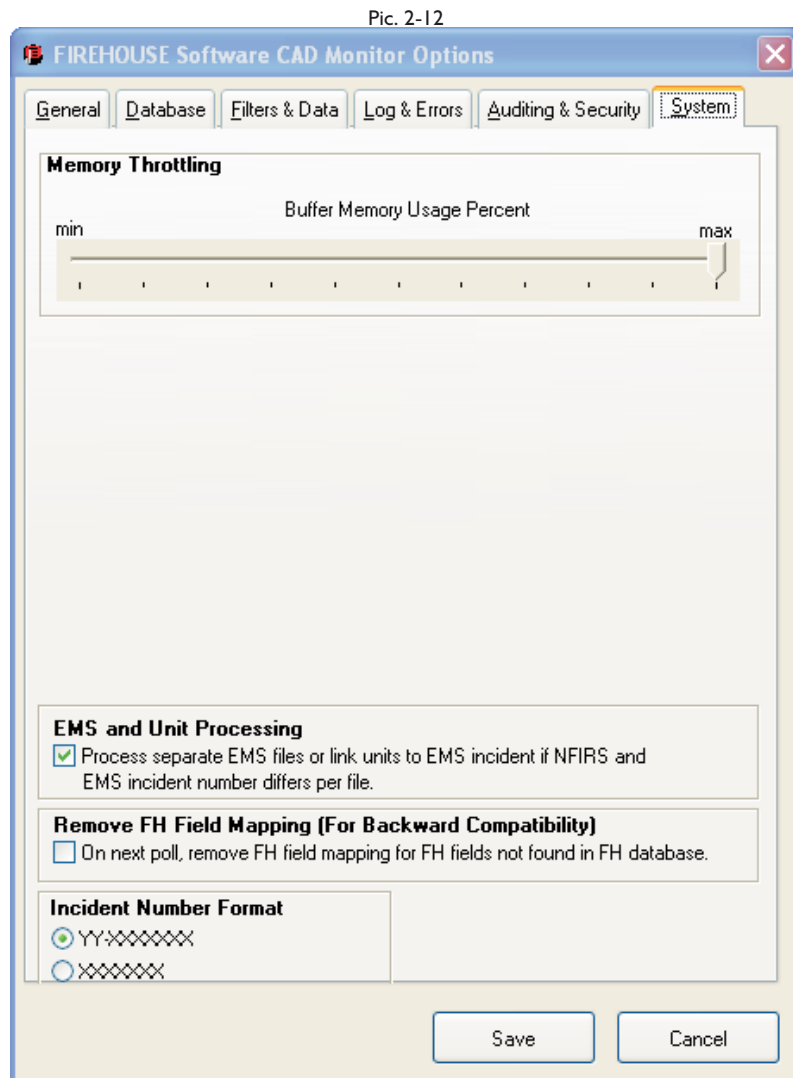 Pic. 2-12
FIREHOUSE Software CAD Monitor Options
General Database Filters & Data Log & Errors Auditing & Security System
Memory Throttling
Buffer Memory Usage Percent
min max
EMS and Unit Processing
Process separate EMS files or link units to EMS incident if NFIRS and
EMS incident number differs per file.
Remove FH Field Mapping (For Backward Compatibility)
On next poll, remove FH field mapping for FH fields not found in FH database.
Incident Number Format
YY-XXXXXXX
XXXXXXX
Save Cancel